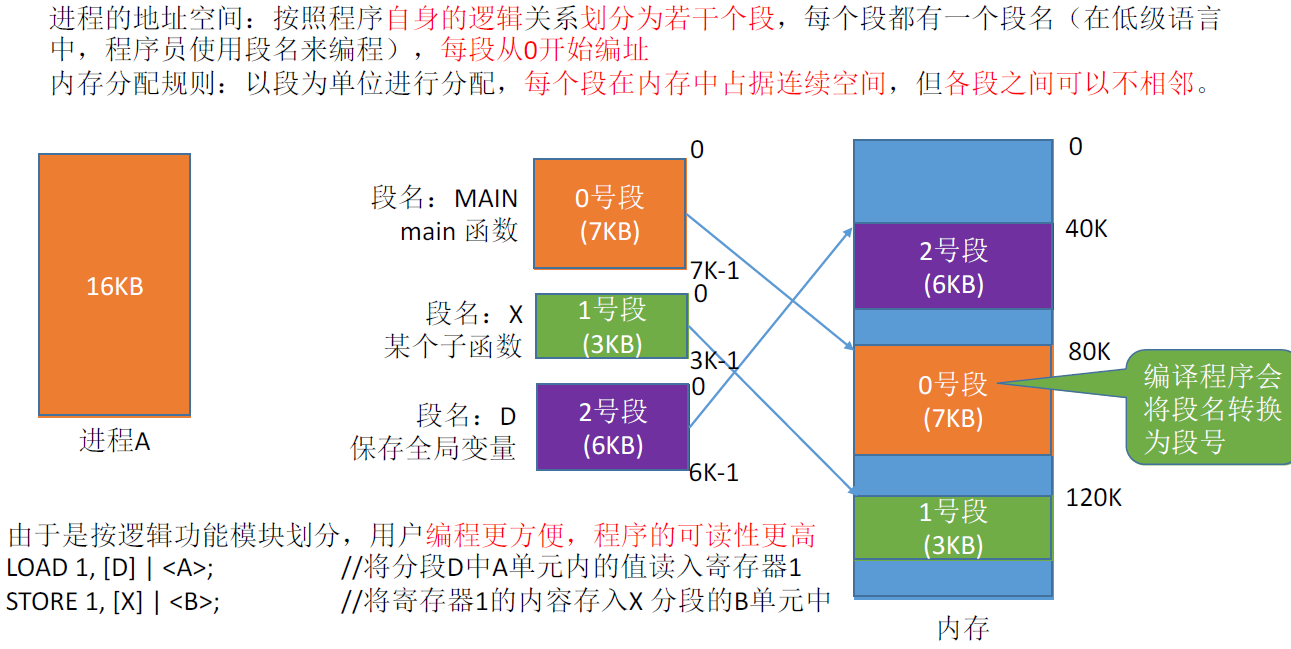 进程的地址空间：按照程序自身的逻辑关系划分为若干个段，每个段都有一个段名（在低级语言
中，程序员使用段名来编程），每段从0开始编址
内存分配规则：以段为单位进行分配，每个段在内存中占据连续空间，但各段之间可以不相邻。
16KB
进程A
段名：MAIN
main 函数
0号段
(7KB)
0
7K-1
段名：X
某个子函数
1号段
(3KB)
0
3K-1
段名：D
保存全局变量
2号段
(6KB)
0
6K-1
0
40K
2号段
(6KB)
80K
0号段
(7KB)
120K
1号段
(3KB)
内存
编译程序会
将段名转换
为段号
由于是按逻辑功能模块划分，用户编程更方便，程序的可读性更高
LOAD 1, [D] | <A>; //将分段D中A单元内的值读入寄存器1
STORE 1, [X] | <B>; //将寄存器1的内容存入X 分段的B单元中